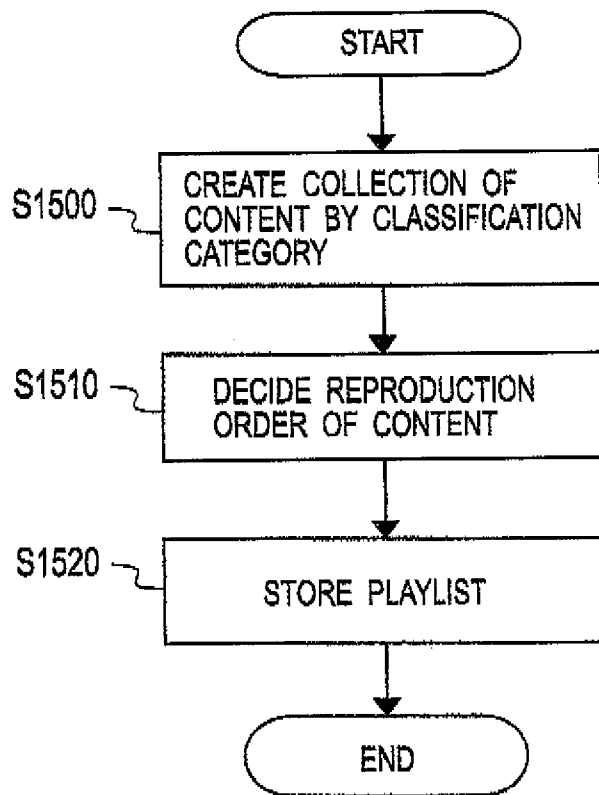 START
S1500
CREATE COLLECTION OF
CONTENT BY CLASSIFICATION
CATEGORY
S1510
DECIDE REPRODUCTION
ORDER OF CONTENT
S1520
STORE PLAYLIST
END